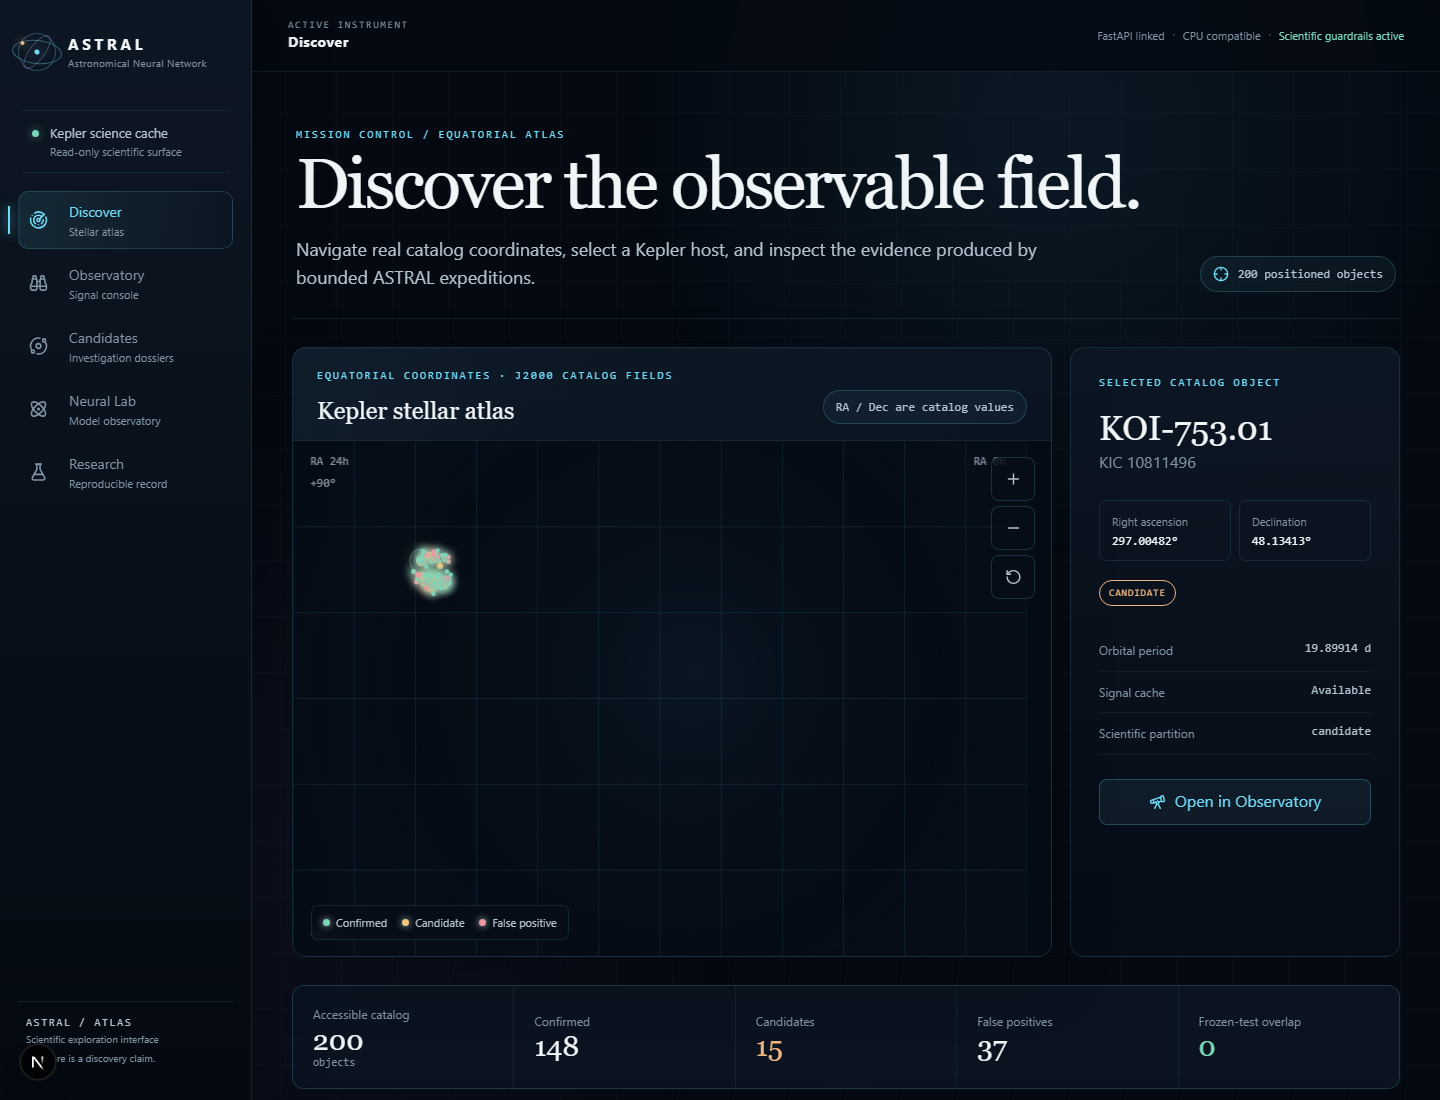 ASTRAL
Astronomical Neural Network
Kepler science cache
Read-only scientific surface
Discover
Stellar atlas
Observatory
Signal console
Candidates
Investigation dossiers
Neural Lab
Model observatory
Research
Reproducible record
ASTRAL / ATLAS
Scientific exploration interface
re is a discovery claim.
N
ACTIVE INSTRUMENT
Discover
FastAPI linked · CPU compatible · Scientific guardrails active
MISSION CONTROL / EQUATORIAL ATLAS
Discover the observable field.
Navigate real catalog coordinates, select a Kepler host, and inspect the evidence produced by
bounded ASTRAL expeditions.
200 positioned objects
EQUATORIAL COORDINATES · J2000 CATALOG FIELDS
Kepler stellar atlas
RA / Dec are catalog values
RA 24h
RA 0h
+90°
Confirmed
Candidate
False positive
SELECTED CATALOG OBJECT
KOI-753.01
KIC 10811496
Right ascension
297.00482°
Declination
48.13413°
CANDIDATE
Orbital period
19.89914 d
Signal cache
Available
Scientific partition
candidate
Open in Observatory
Accessible catalog
200
objects
Confirmed
148
Candidates
15
False positives
37
Frozen-test overlap
0